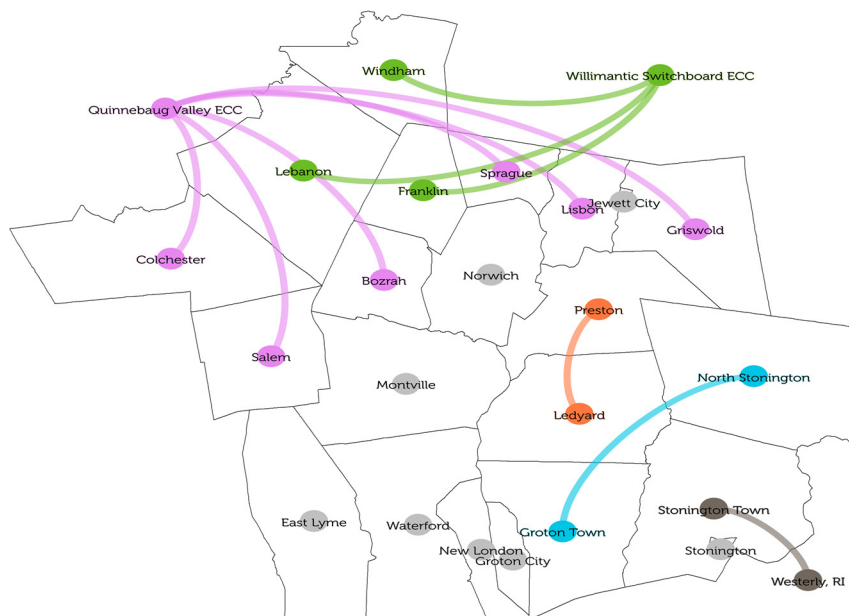 Windham
Willimantic Switchboard ECC
Quinnebaug Valley ECC
Lebanon
Sprague
Franklin
Lisbon
Jewett City
Griswold
Colchester
Bozrah
Norwich
Preston
Salem
Montville
North Stonington
Ledyard
Stonington Town
East Lyme
Waterford
Groton Town
New London
Stonington
Groton City
Westerly, RI